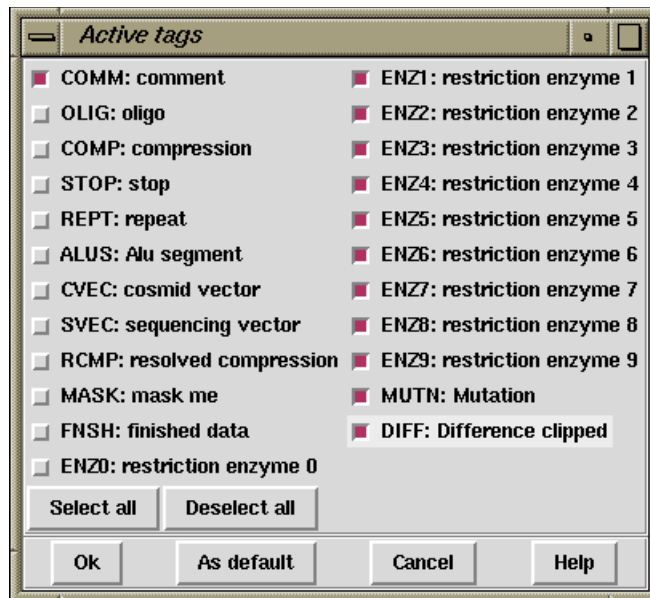 Active tags
COMM: comment
OLIG: oligo
COMP: compression
STOP: stop
REPT: repeat
ALUS: Alu segment
CVEC: cosmid vector
SVEC: sequencing vector
RCMP: resolved compression
MASK: mask me
FNSH: finished data
ENZ0: restriction enzyme 0
ENZ1: restriction enzyme 1
ENZ2: restriction enzyme 2
ENZ3: restriction enzyme 3
ENZ4: restriction enzyme 4
ENZ5: restriction enzyme 5
ENZ6: restriction enzyme 6
ENZ7: restriction enzyme 7
ENZ8: restriction enzyme 8
ENZ9: restriction enzyme 9
MUTN: Mutation
DIFF: Difference clipped
Select all Deselect all
Ok As default Cancel Help